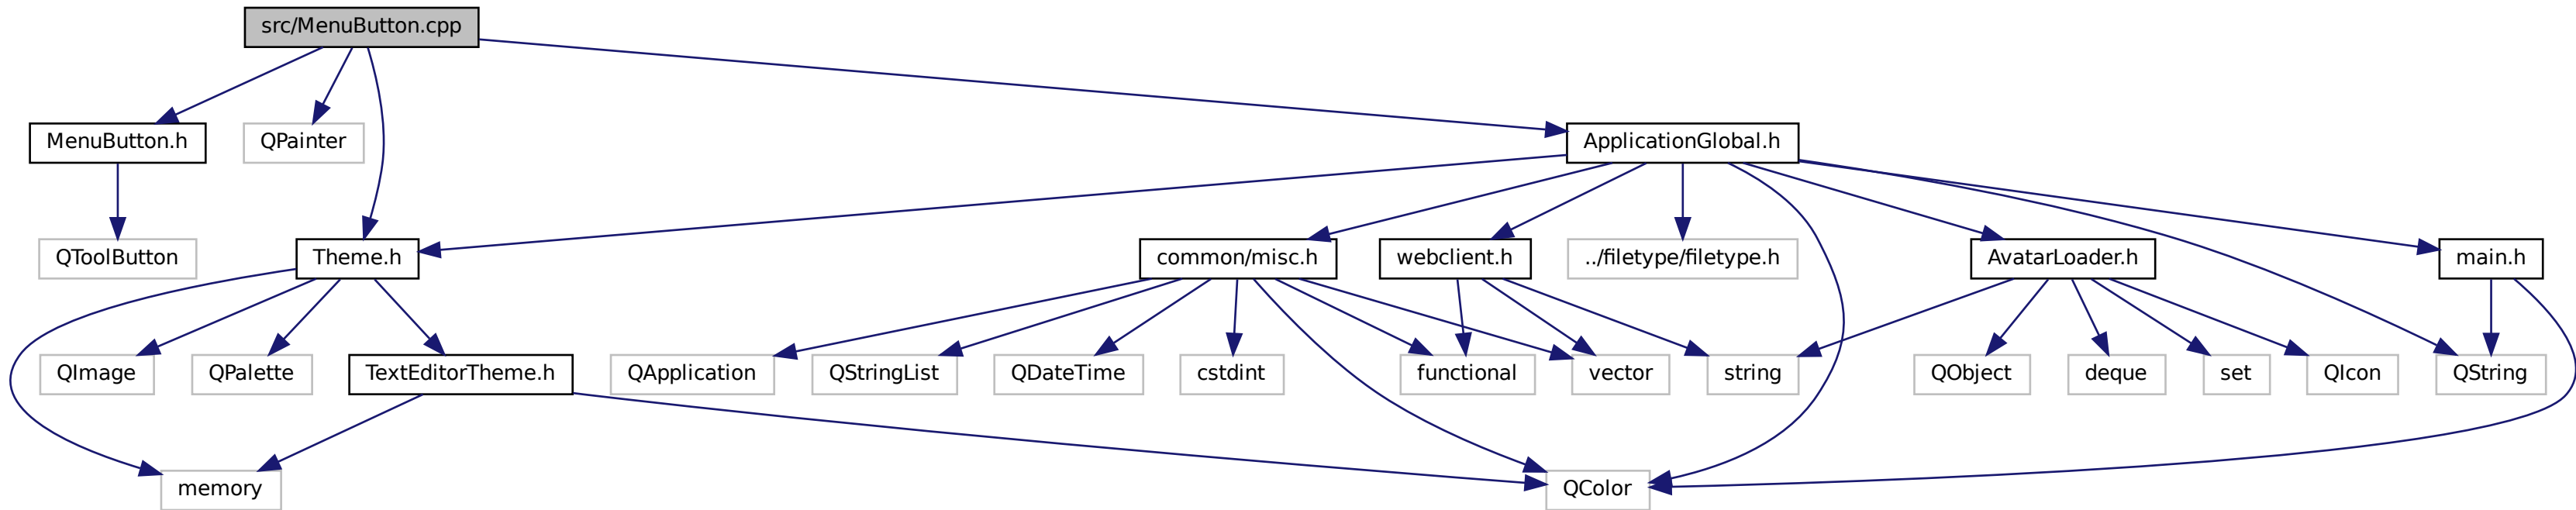 src/MenuButton.cpp
MenuButton.h
QPainter
ApplicationGlobal.h
QToolButton
Theme.h
common/misc.h
webclient.h
../filetype/filetype.h
AvatarLoader.h
main.h
QImage
QPalette
TextEditorTheme.h
QApplication
QStringList
QDateTime
cstdint
functional
vector
string
QObject
deque
set
QIcon
QString
memory
QColor